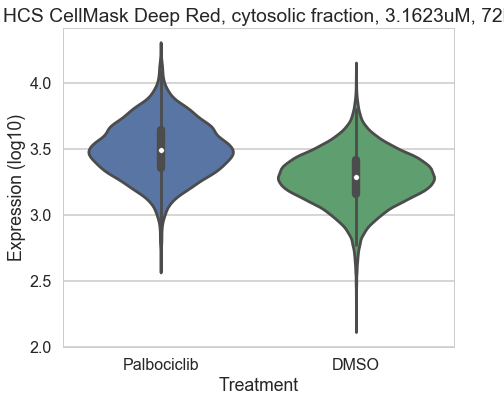 HCS CellMask Deep Red, cytosolic fraction, 3.1623uM, 72
Expression (log10)
4.0
3.5
3.0
2.5
2.0
Palbociclib DMSO
Treatment